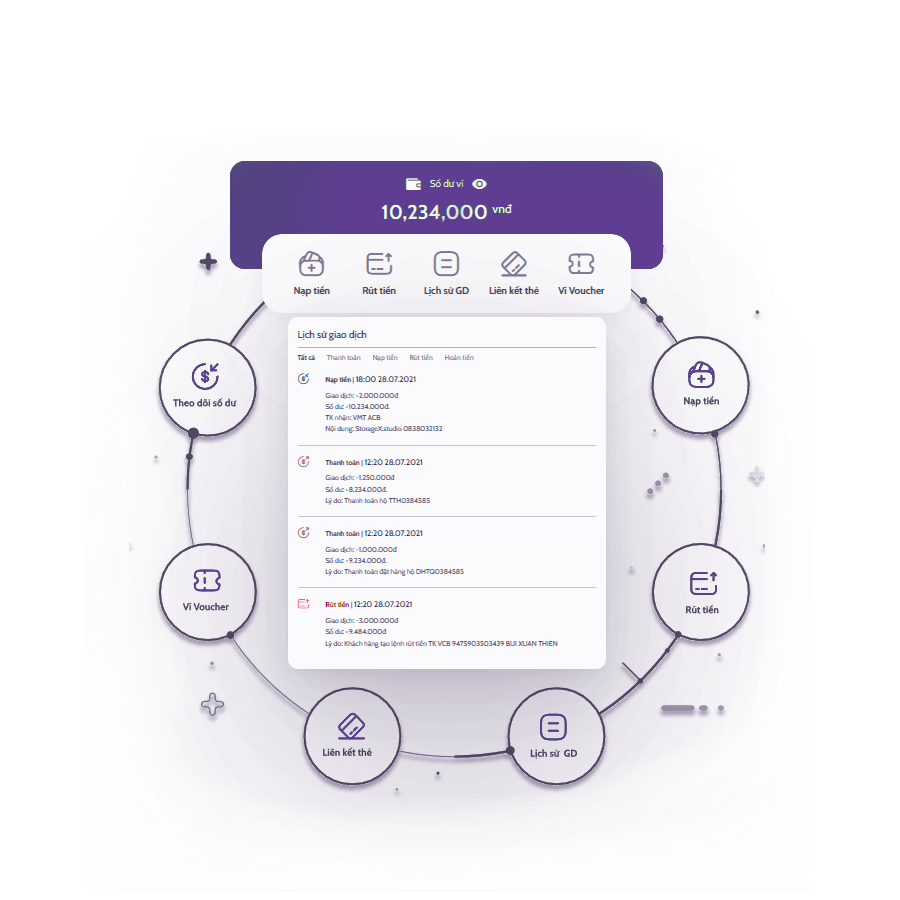 Số dư ví
10,234,000 vnđ
Nạp tiền Rút tiền Lịch sử GD Liên kết thẻ Ví Voucher
Lịch sử giao dịch
Tất cả Thanh toán Nạp tiền Rút tiền Hoàn tiền
Nạp tiền | 18:00 28.07.2021
Giao dịch: +2.000.000đ
Số dư: +10.234.000đ.
TK nhận: VMT ACB
Nội dung: StorageX.studio 0838032132
Thanh toán | 12:20 28.07.2021
Giao dịch: -1.250.000đ
Số dư: +8.234.000đ.
Lý do: Thanh toán hộ TTH0384585
Thanh toán | 12:20 28.07.2021
Giao dịch: -1.000.000đ
Số dư: +9.234.000đ.
Lý do: Thanh toán đặt hàng hộ DHTQ0384585
Rút tiền | 12:20 28.07.2021
Giao dịch: -3.000.000đ
Số dư: +9.484.000đ
Lý do: Khách hàng tạo lệnh rút tiền TK VCB 9475903503439 BUI XUAN THIEN
Theo dõi số dư
Nạp tiền
Ví Voucher
Rút tiền
Liên kết thẻ
Lịch sử GD